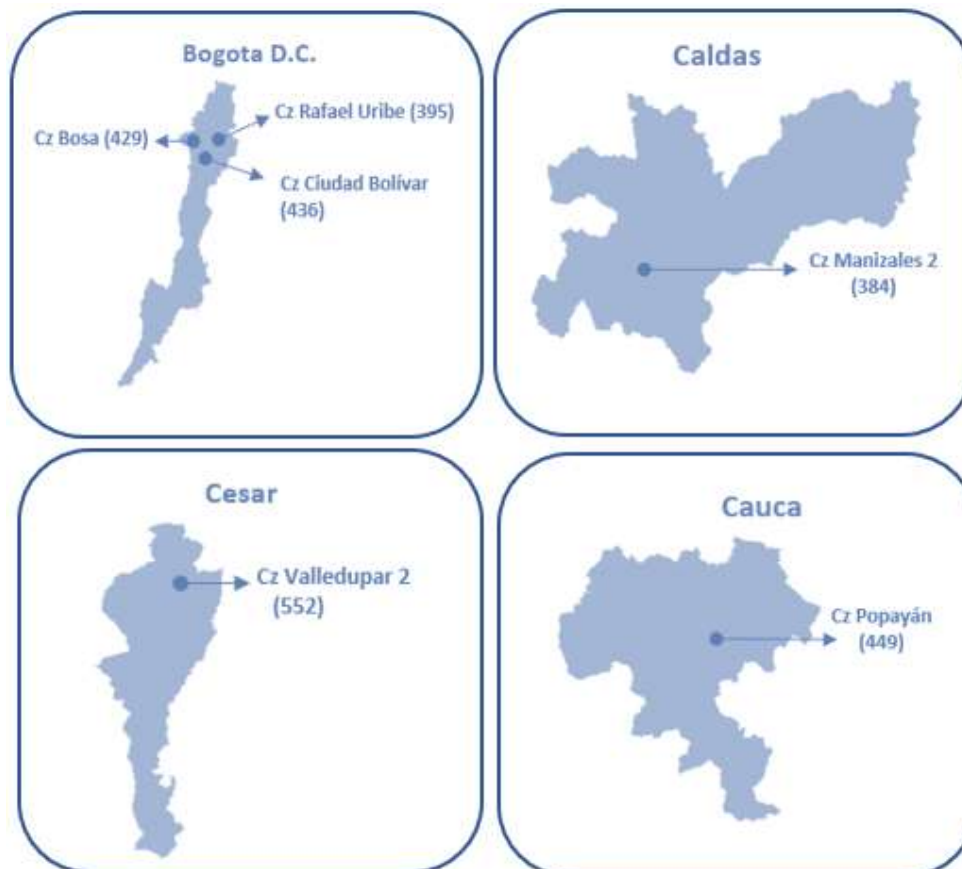 Bogota D.C.
Cz Rafael Uribe (395)
Cz Bosa (429)
Cz Ciudad Bolívar
(436)
Caldas
Cz Manizales 2
(384)
Cesar
Cz Valledupar 2
(552)
Cauca
Cz Popayán
(449)